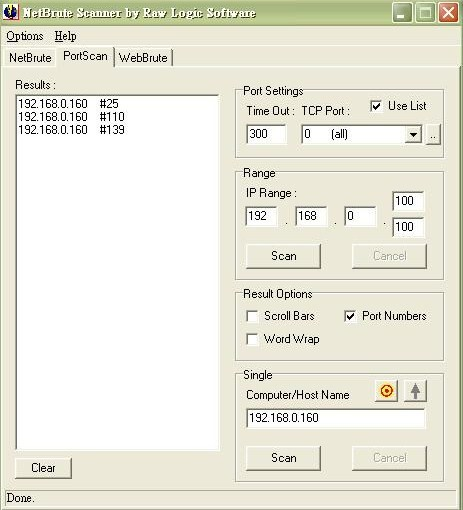 NetBrute Scanner by Raw Logic Software
Options Help
NetBrute PortScan WebBrute
Results :
192.168.0.160 #25
192.168.0.160 #110
192.168.0.160 #139
Clear
Port Settings
Time Out : TCP Port : Use List
300 0 (all) ..
Range
IP Range :
192 . 168 . 0 . 100
100
Scan Cancel
Result Options
Scroll Bars Port Numbers
Word Wrap
Single
Computer/Host Name
192.168.0.160
Scan Cancel
Done.